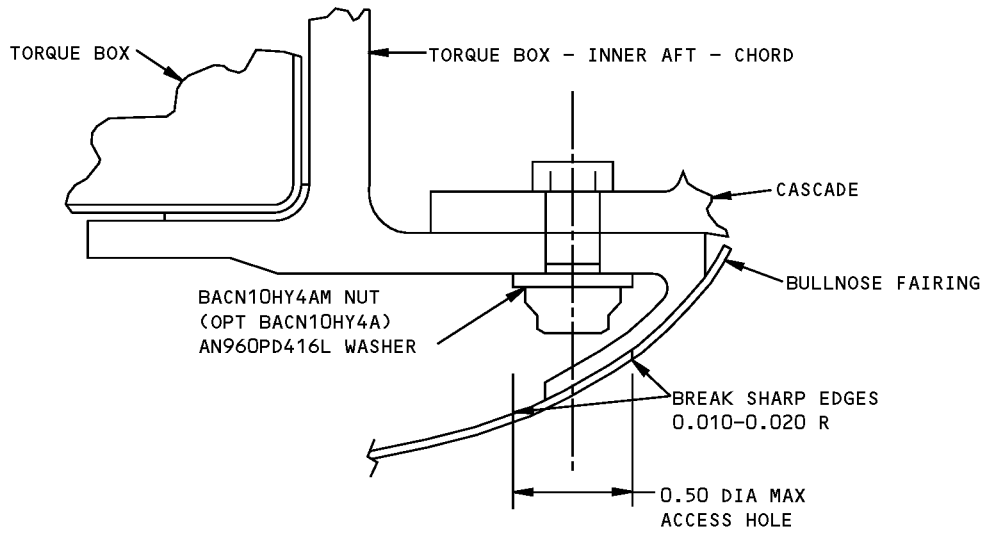 TORQUE BOX
TORQUE BOX - INNER AFT - CHORD
CASCADE
BULLNOSE FAIRING
BACN10HY4AM NUT
(OPT BACN10HY4A)
AN960PD416L WASHER
BREAK SHARP EDGES
0.010-0.020 R
0.50 DIA MAX
ACCESS HOLE